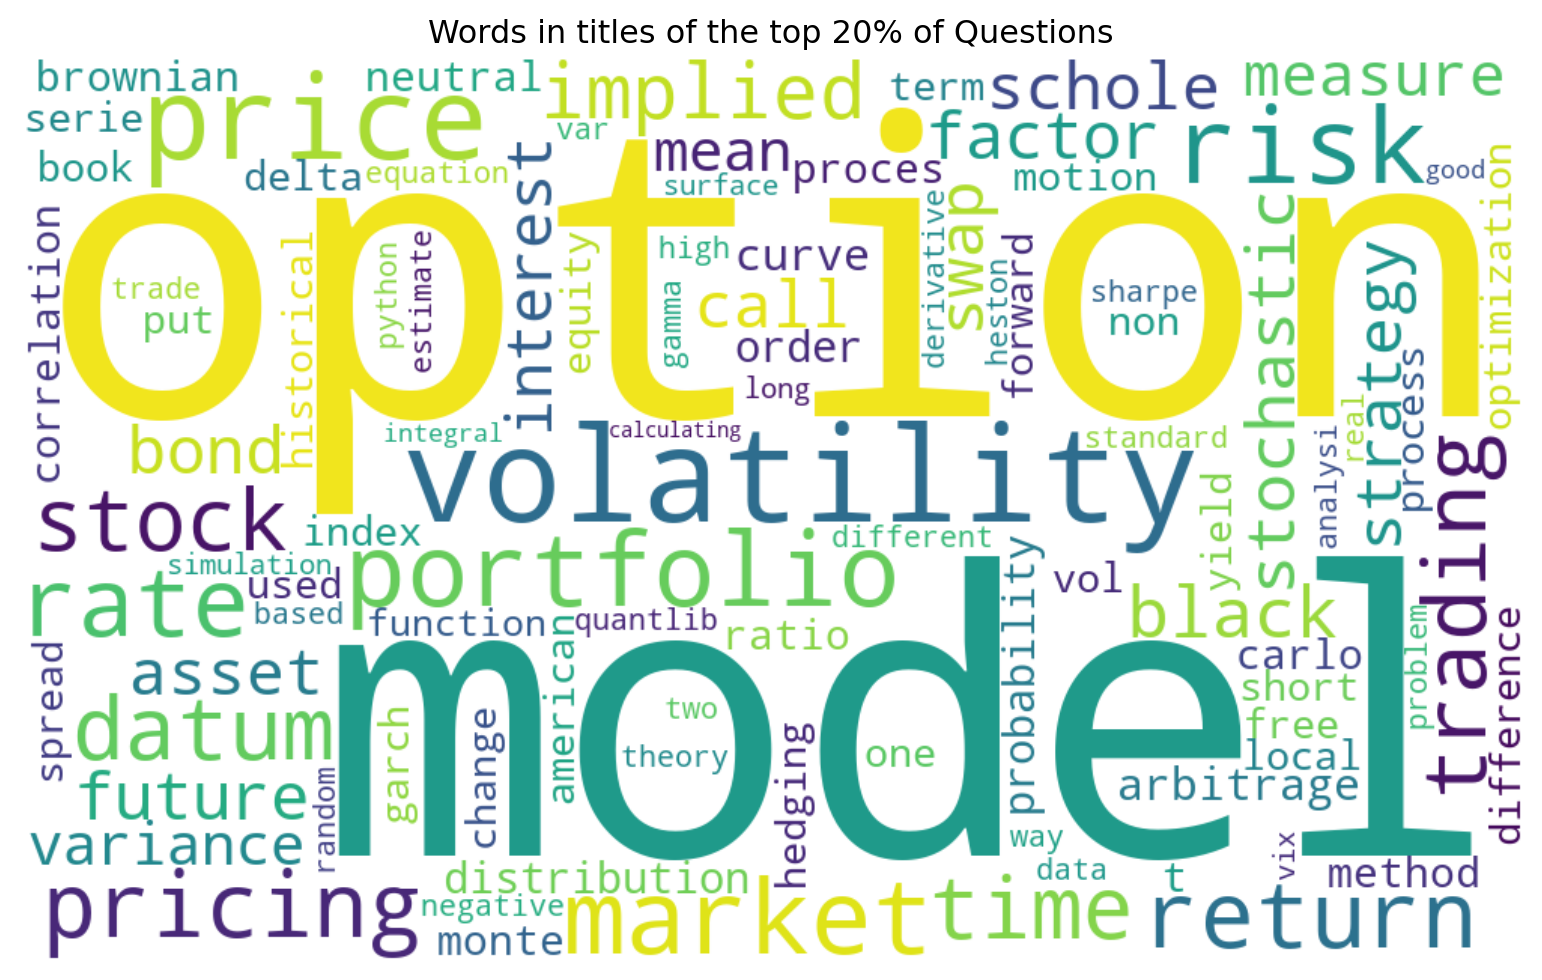 Words in titles of the top 20% of Questions
brownian
neutral
implied
term
schole
measure
serie
price
var
factor
risk
book
delta
equation
mean
proces
motion
good
surface
option
correlation
historical
python
estimate
interest
equity
high
curve
derivative
swap
heston
forward
stochastic
strategy
optimization
trade
put
gamma
call
order
long
sharpe
non
bond
integral
calculating
volatility
standard
real
analysi
process
trading
stock
index
different
yield
simulation
rate
used
based
portfolio
function
quantlib
ratio
probability
vol
black
spread
asset
american
carlo
short
problem
difference
datum
garch
change
model
two
theory
one
hedging
free
local
arbitrage
future
random
variance
way
data
vix
method
t
pricing
distribution
negative
monte
market
time
return